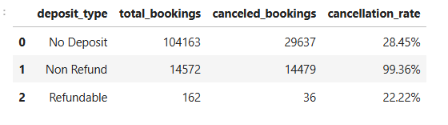 deposit_type total_bookings canceled_bookings cancellation_rate
0 No Deposit 104163 29637 28.45%
1 Non Refund 14572 14479 99.36%
2 Refundable 162 36 22.22%